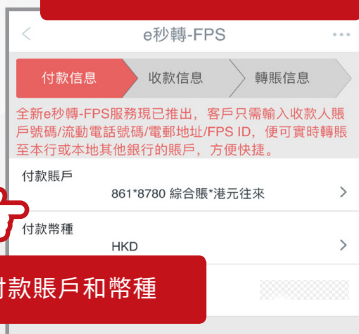 e秒轉-FPS
付款信息 收款信息 轉賬信息
全新e秒轉-FPS服務現已推出，客戶只需輸入收款人賬
戶號碼/流動電話號碼/電郵地址/FPS ID，便可實時轉賬
至本行或本地其他銀行的賬戶，方便快捷。
付款賬戶
861*8780 綜合賬*港元往來
付款幣種
HKD
付款賬戶和幣種